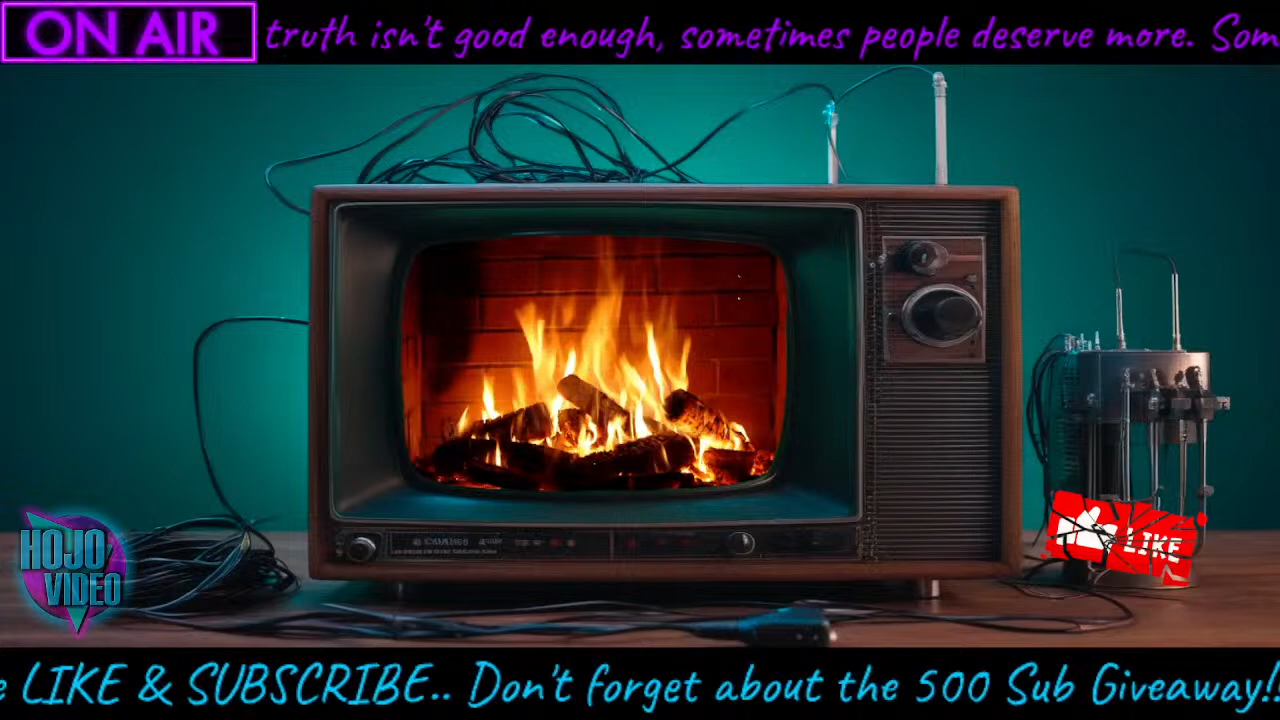 ON AIR
truth isn't good enough, sometimes people deserve more. Som
HOJO
VIDEO
LIKE
e LIKE & SUBSCRIBE.. Don't forget about the 500 Sub Giveaway!!